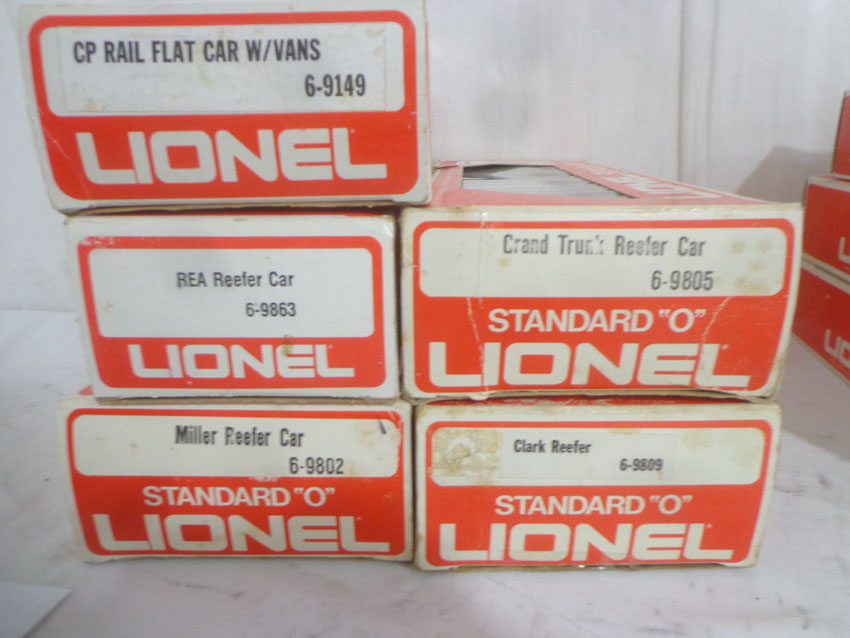 CP RAIL FLAT CAR W/VANS
6-9149
LIONEL
REA Reefer Car
6-9863
LIONEL
Grand Trunk Reefer Car
6-9805
STANDARD "O"
LIONEL
Miller Reefer Car
6-9802
STANDARD "O"
LIONEL
Clark Reefer
6-9809
STANDARD "O"
LIONEL